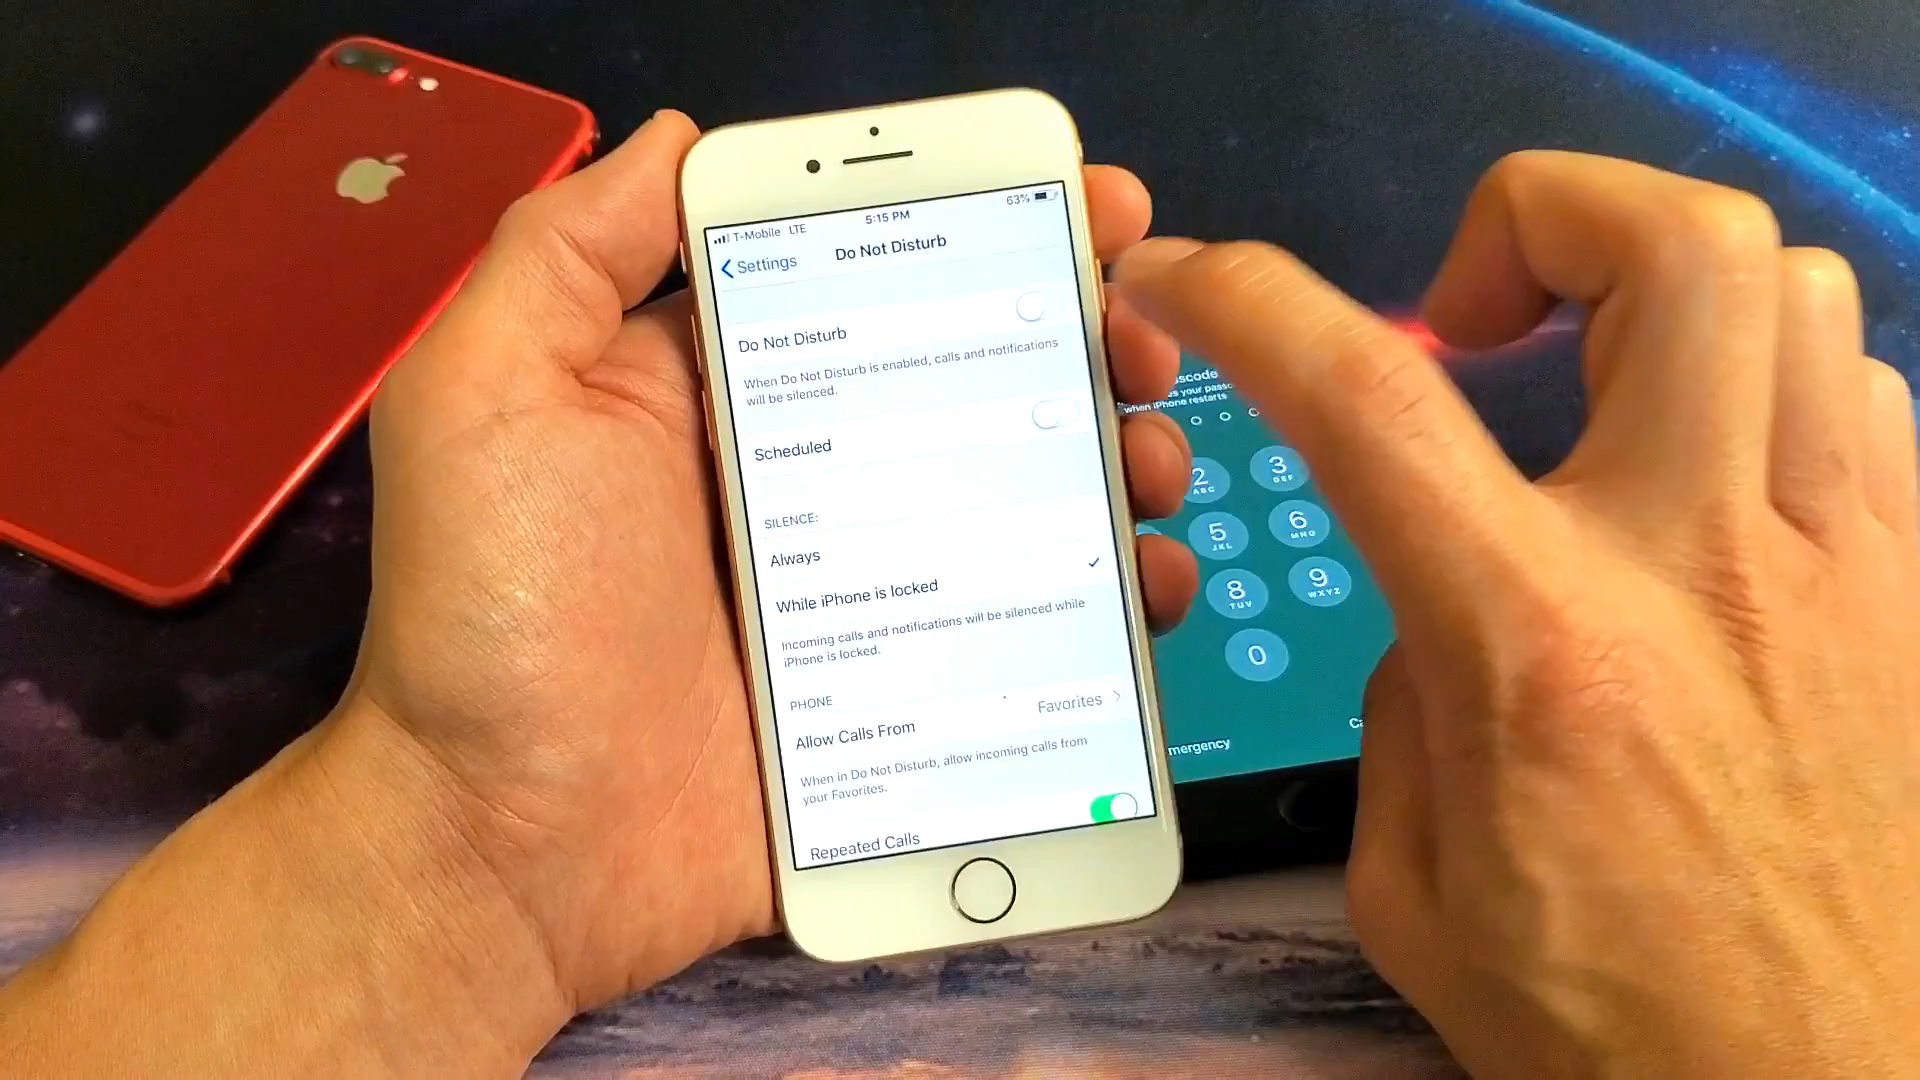 T-Mobile LTE
5:15 PM
63%
Settings
Do Not Disturb
Do Not Disturb
When Do Not Disturb is enabled, calls and notifications
will be silenced.
Scheduled
SILENCE:
Always
While iPhone is locked
Incoming calls and notifications will be silenced while
iPhone is locked.
PHONE
Allow Calls From
Favorites
When in Do Not Disturb, allow incoming calls from
your Favorites.
Repeated Calls
when iPhone restarts
2
ABC
3
DEF
5
JKL
6
MNO
8
TUV
9
WXYZ
0